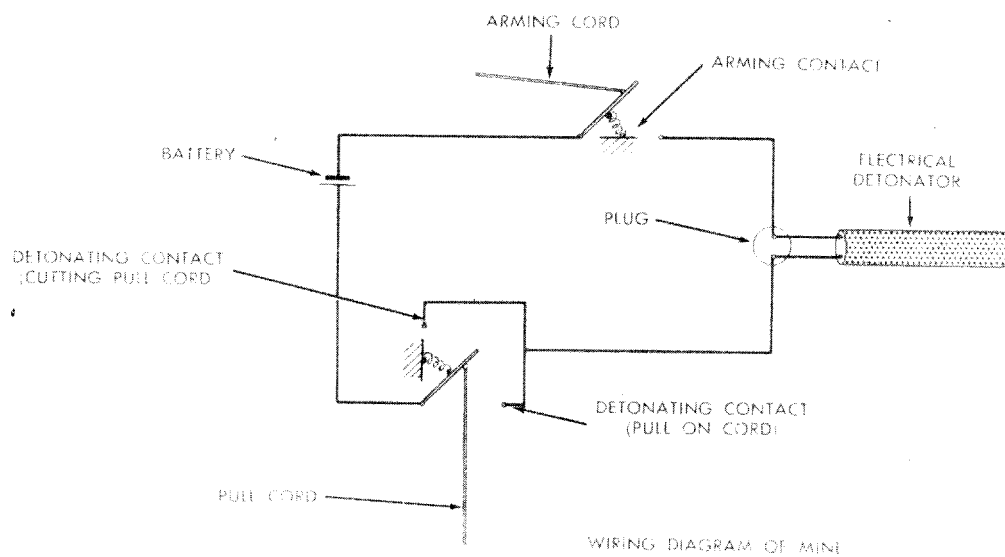 ARMING CORD
ARMING CONTACT
BATTERY
ELECTRICAL
DETONATOR
PLUG
DETONATING CONTACT
(CUTTING PULL CORD
DETONATING CONTACT
(PULL ON CORD)
PULL CORD
WIRING DIAGRAM OF MINE